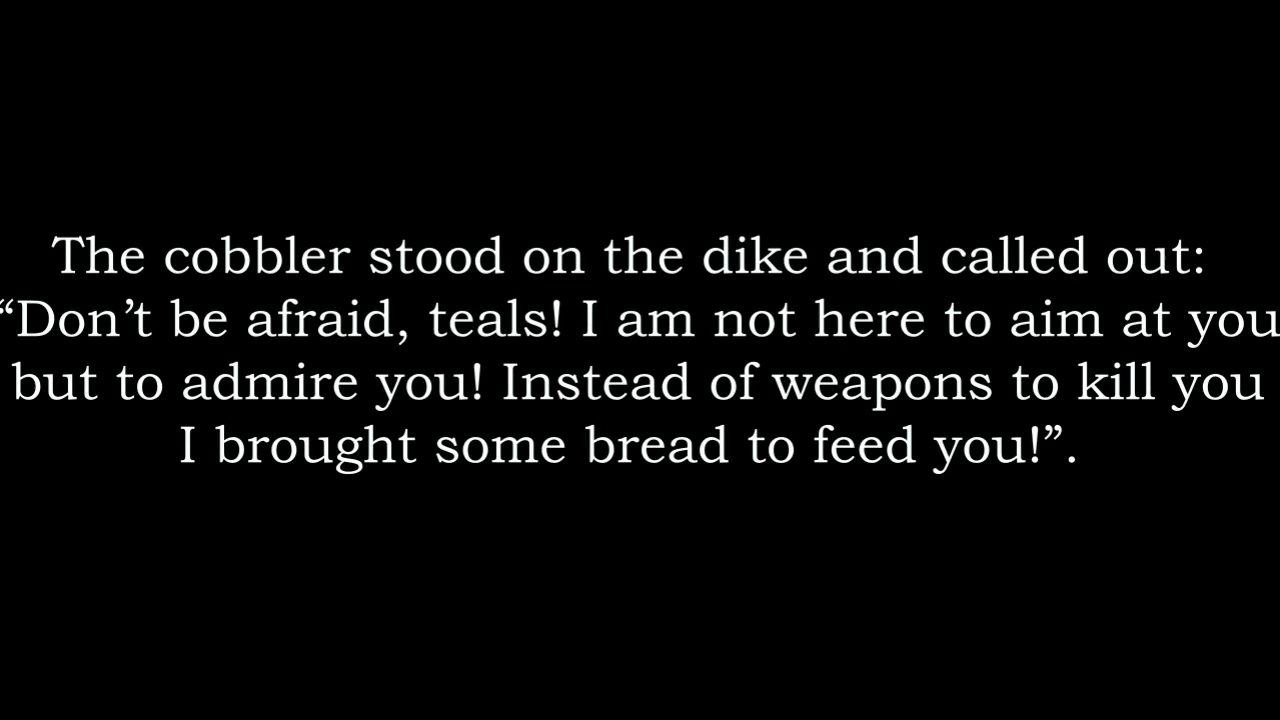 The cobbler stood on the dike and called out:
“Don’t be afraid, teals! I am not here to aim at you
but to admire you! Instead of weapons to kill you
I brought some bread to feed you!”.